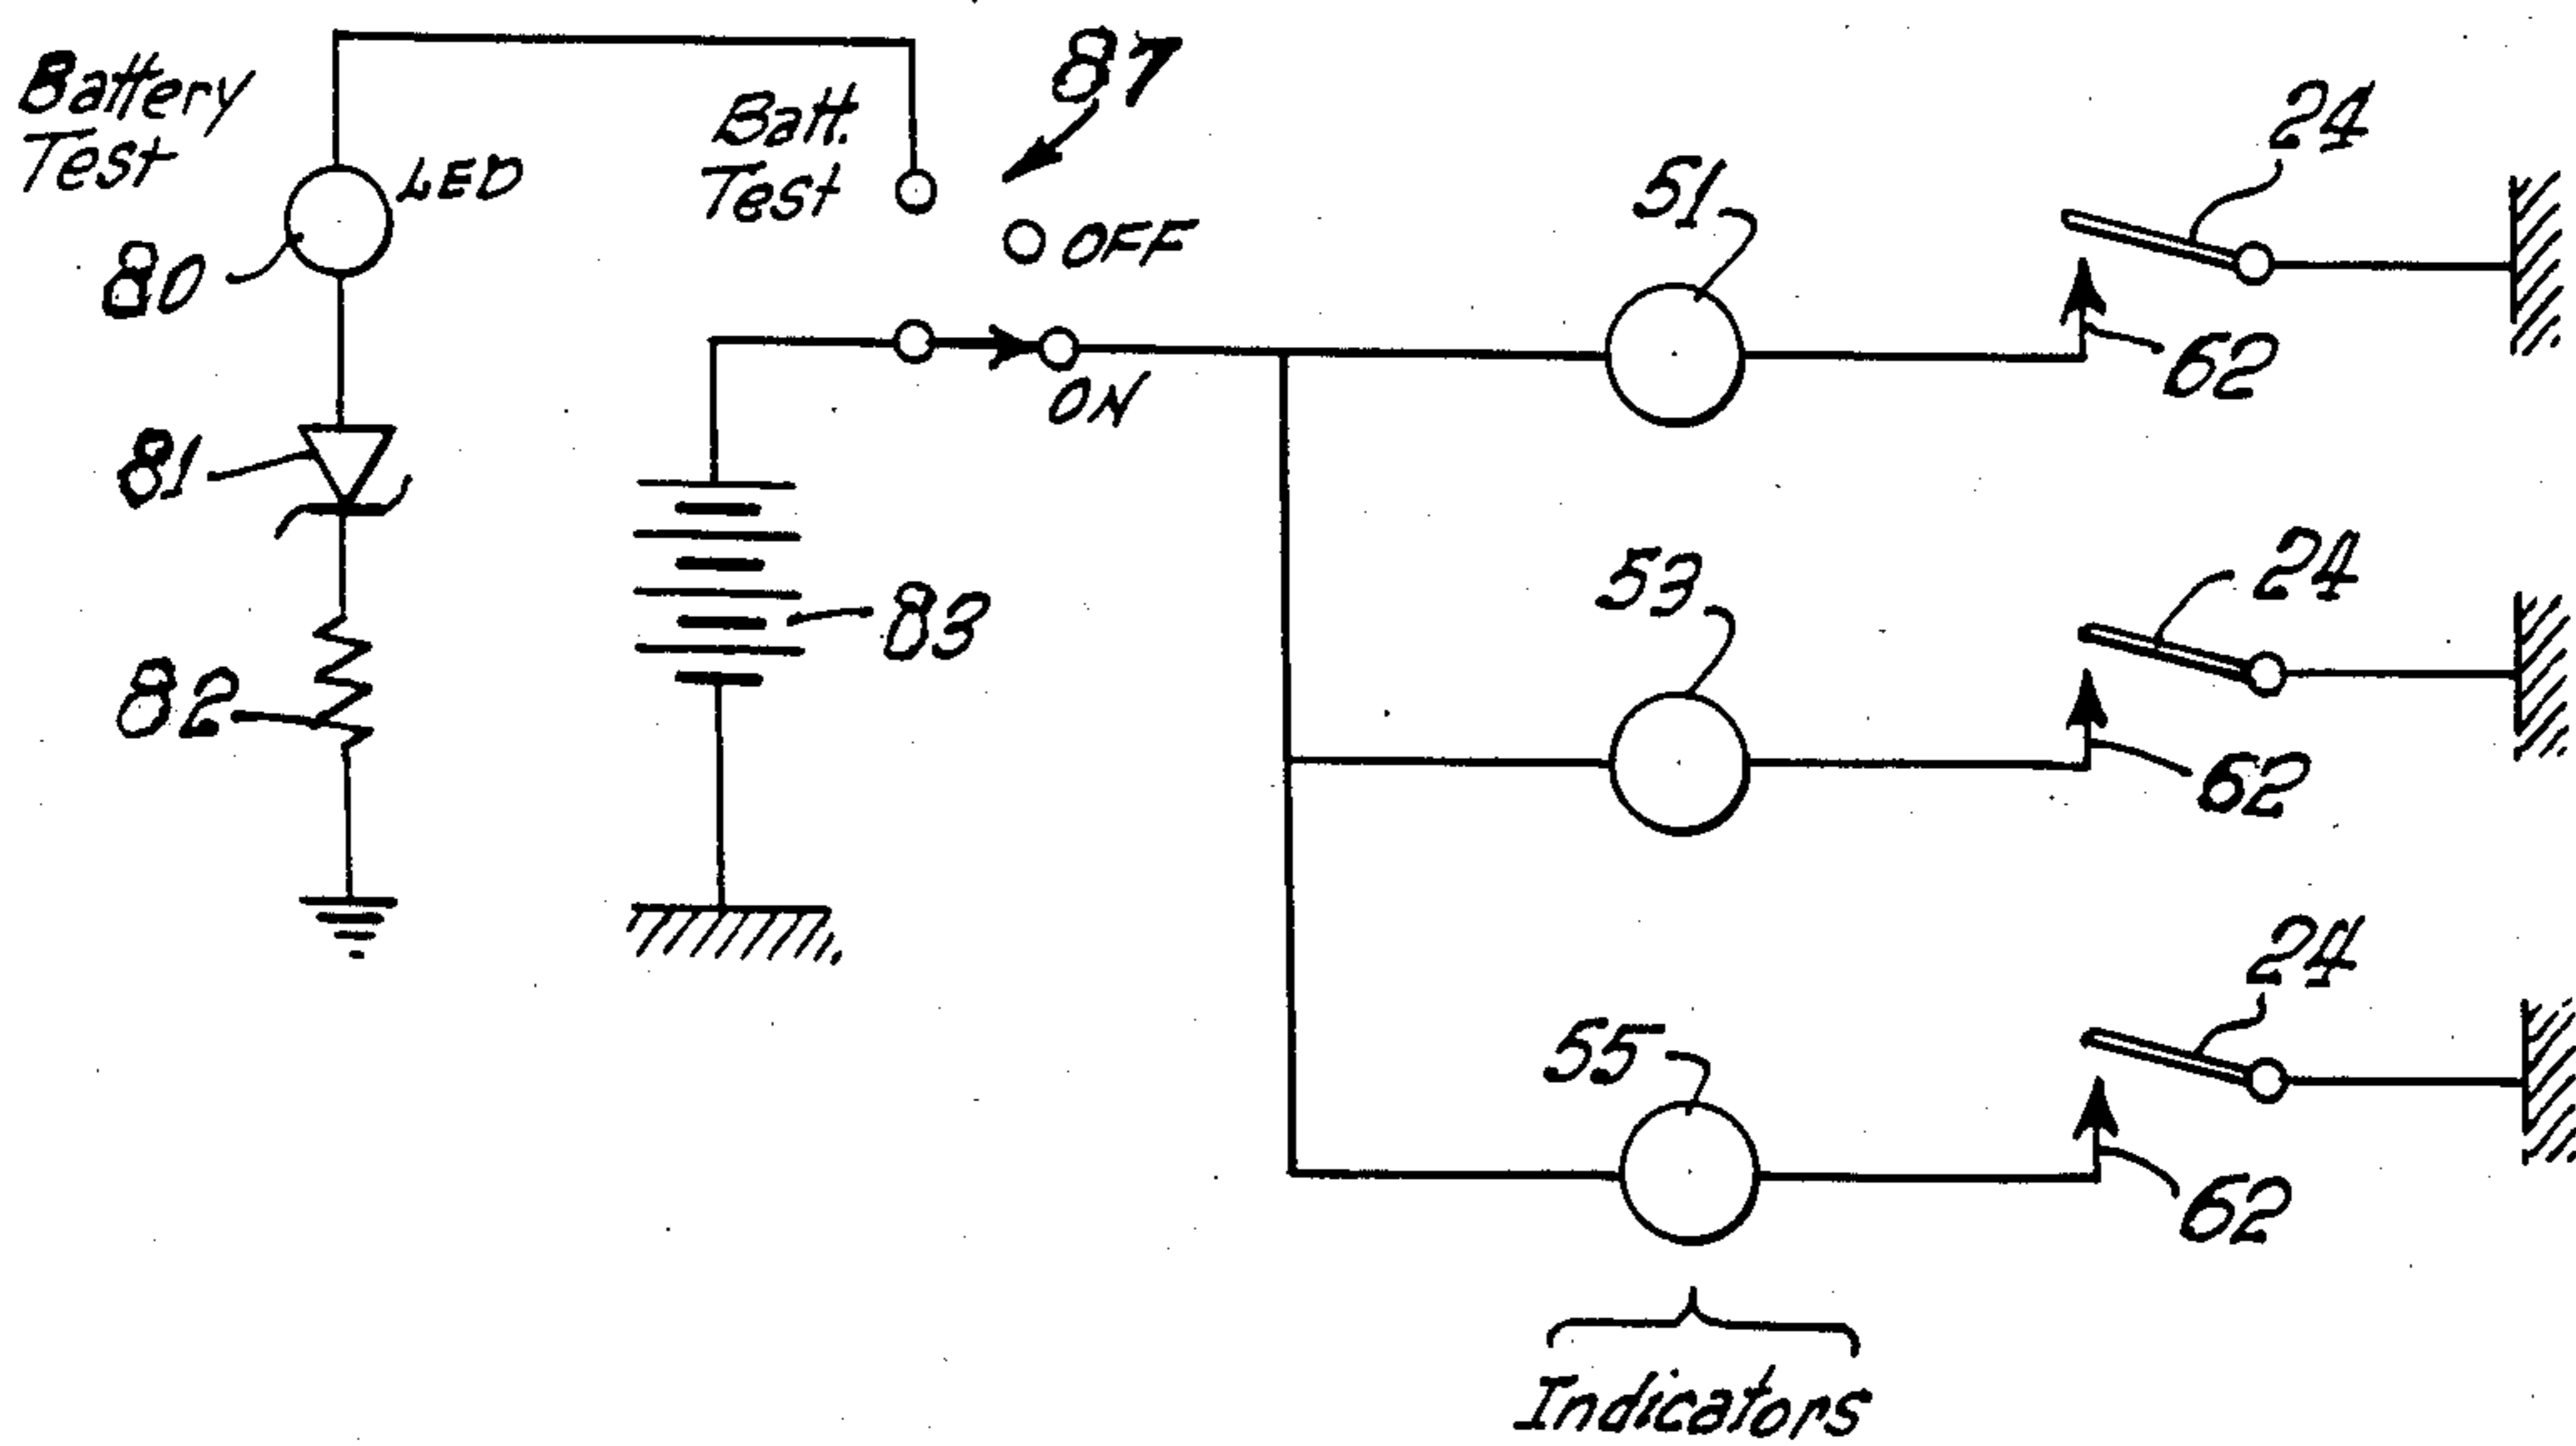 Battery
Test
LED
80
81
82
Batt.
Test
87
OFF
ON
83
51
24
62
53
24
62
55
24
62
Indicators